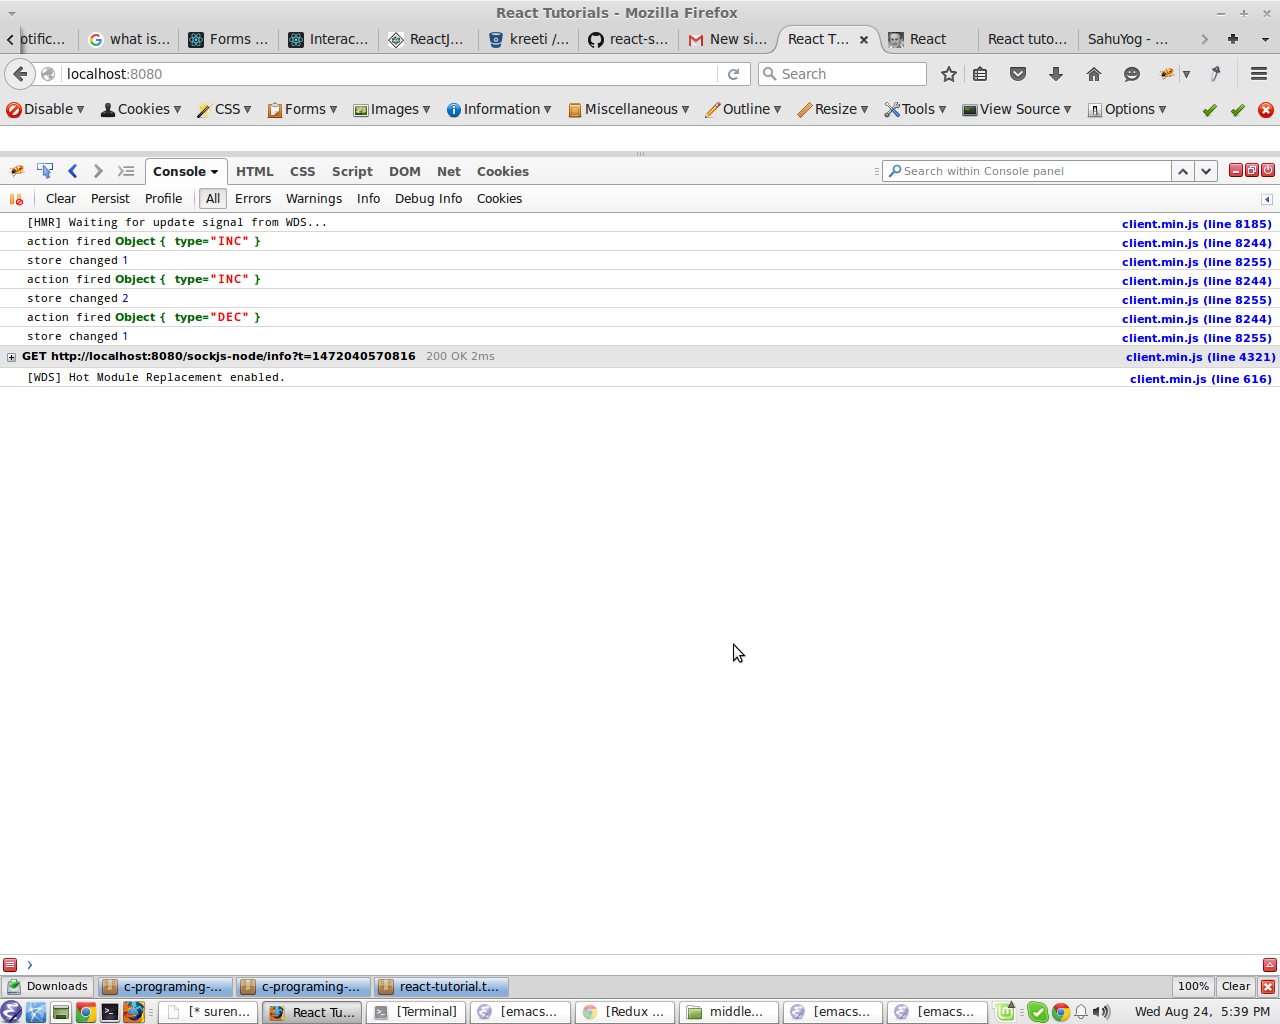 React Tutorials - Mozilla Firefox
otific... what is... Forms ... Interac... ReactJ... kreeti /... react-s... New si... React T... React React tuto... SahuYog - ...
localhost:8080 Search
Disable Cookies CSS Forms Images Information Miscellaneous Outline Resize Tools View Source Options
Console HTML CSS Script DOM Net Cookies Search within Console panel
Clear Persist Profile All Errors Warnings Info Debug Info Cookies
[HMR] Waiting for update signal from WDS... client.min.js (line 8185)
action fired Object { type="INC" } client.min.js (line 8244)
store changed 1 client.min.js (line 8255)
action fired Object { type="INC" } client.min.js (line 8244)
store changed 2 client.min.js (line 8255)
action fired Object { type="DEC" } client.min.js (line 8244)
store changed 1 client.min.js (line 8255)
GET http://localhost:8080/sockjs-node/info?t=1472040570816 200 OK 2ms client.min.js (line 4321)
[WDS] Hot Module Replacement enabled. client.min.js (line 616)
Downloads c-programing-... c-programing-... react-tutorial.t... 100% Clear
[* suren... React Tu... [Terminal] [emacs... [Redux ... middle... [emacs... [emacs... Wed Aug 24, 5:39 PM